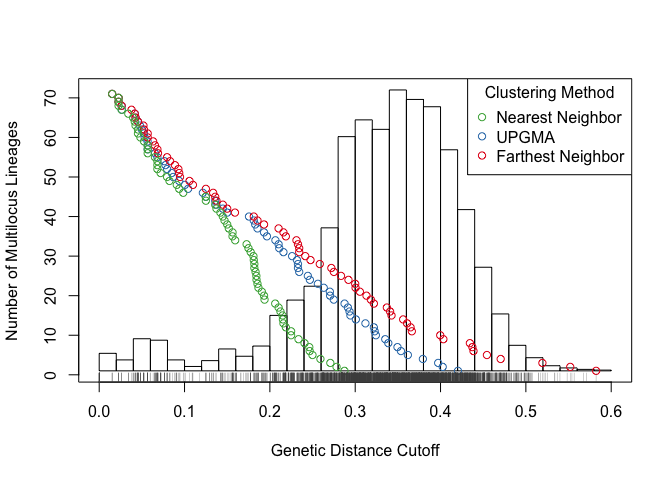 Clustering Method
Nearest Neighbor
UPGMA
Farthest Neighbor
Number of Multilocus Lineages
70
60
50
40
30
20
10
0
0.0 0.1 0.2 0.3 0.4 0.5 0.6
Genetic Distance Cutoff